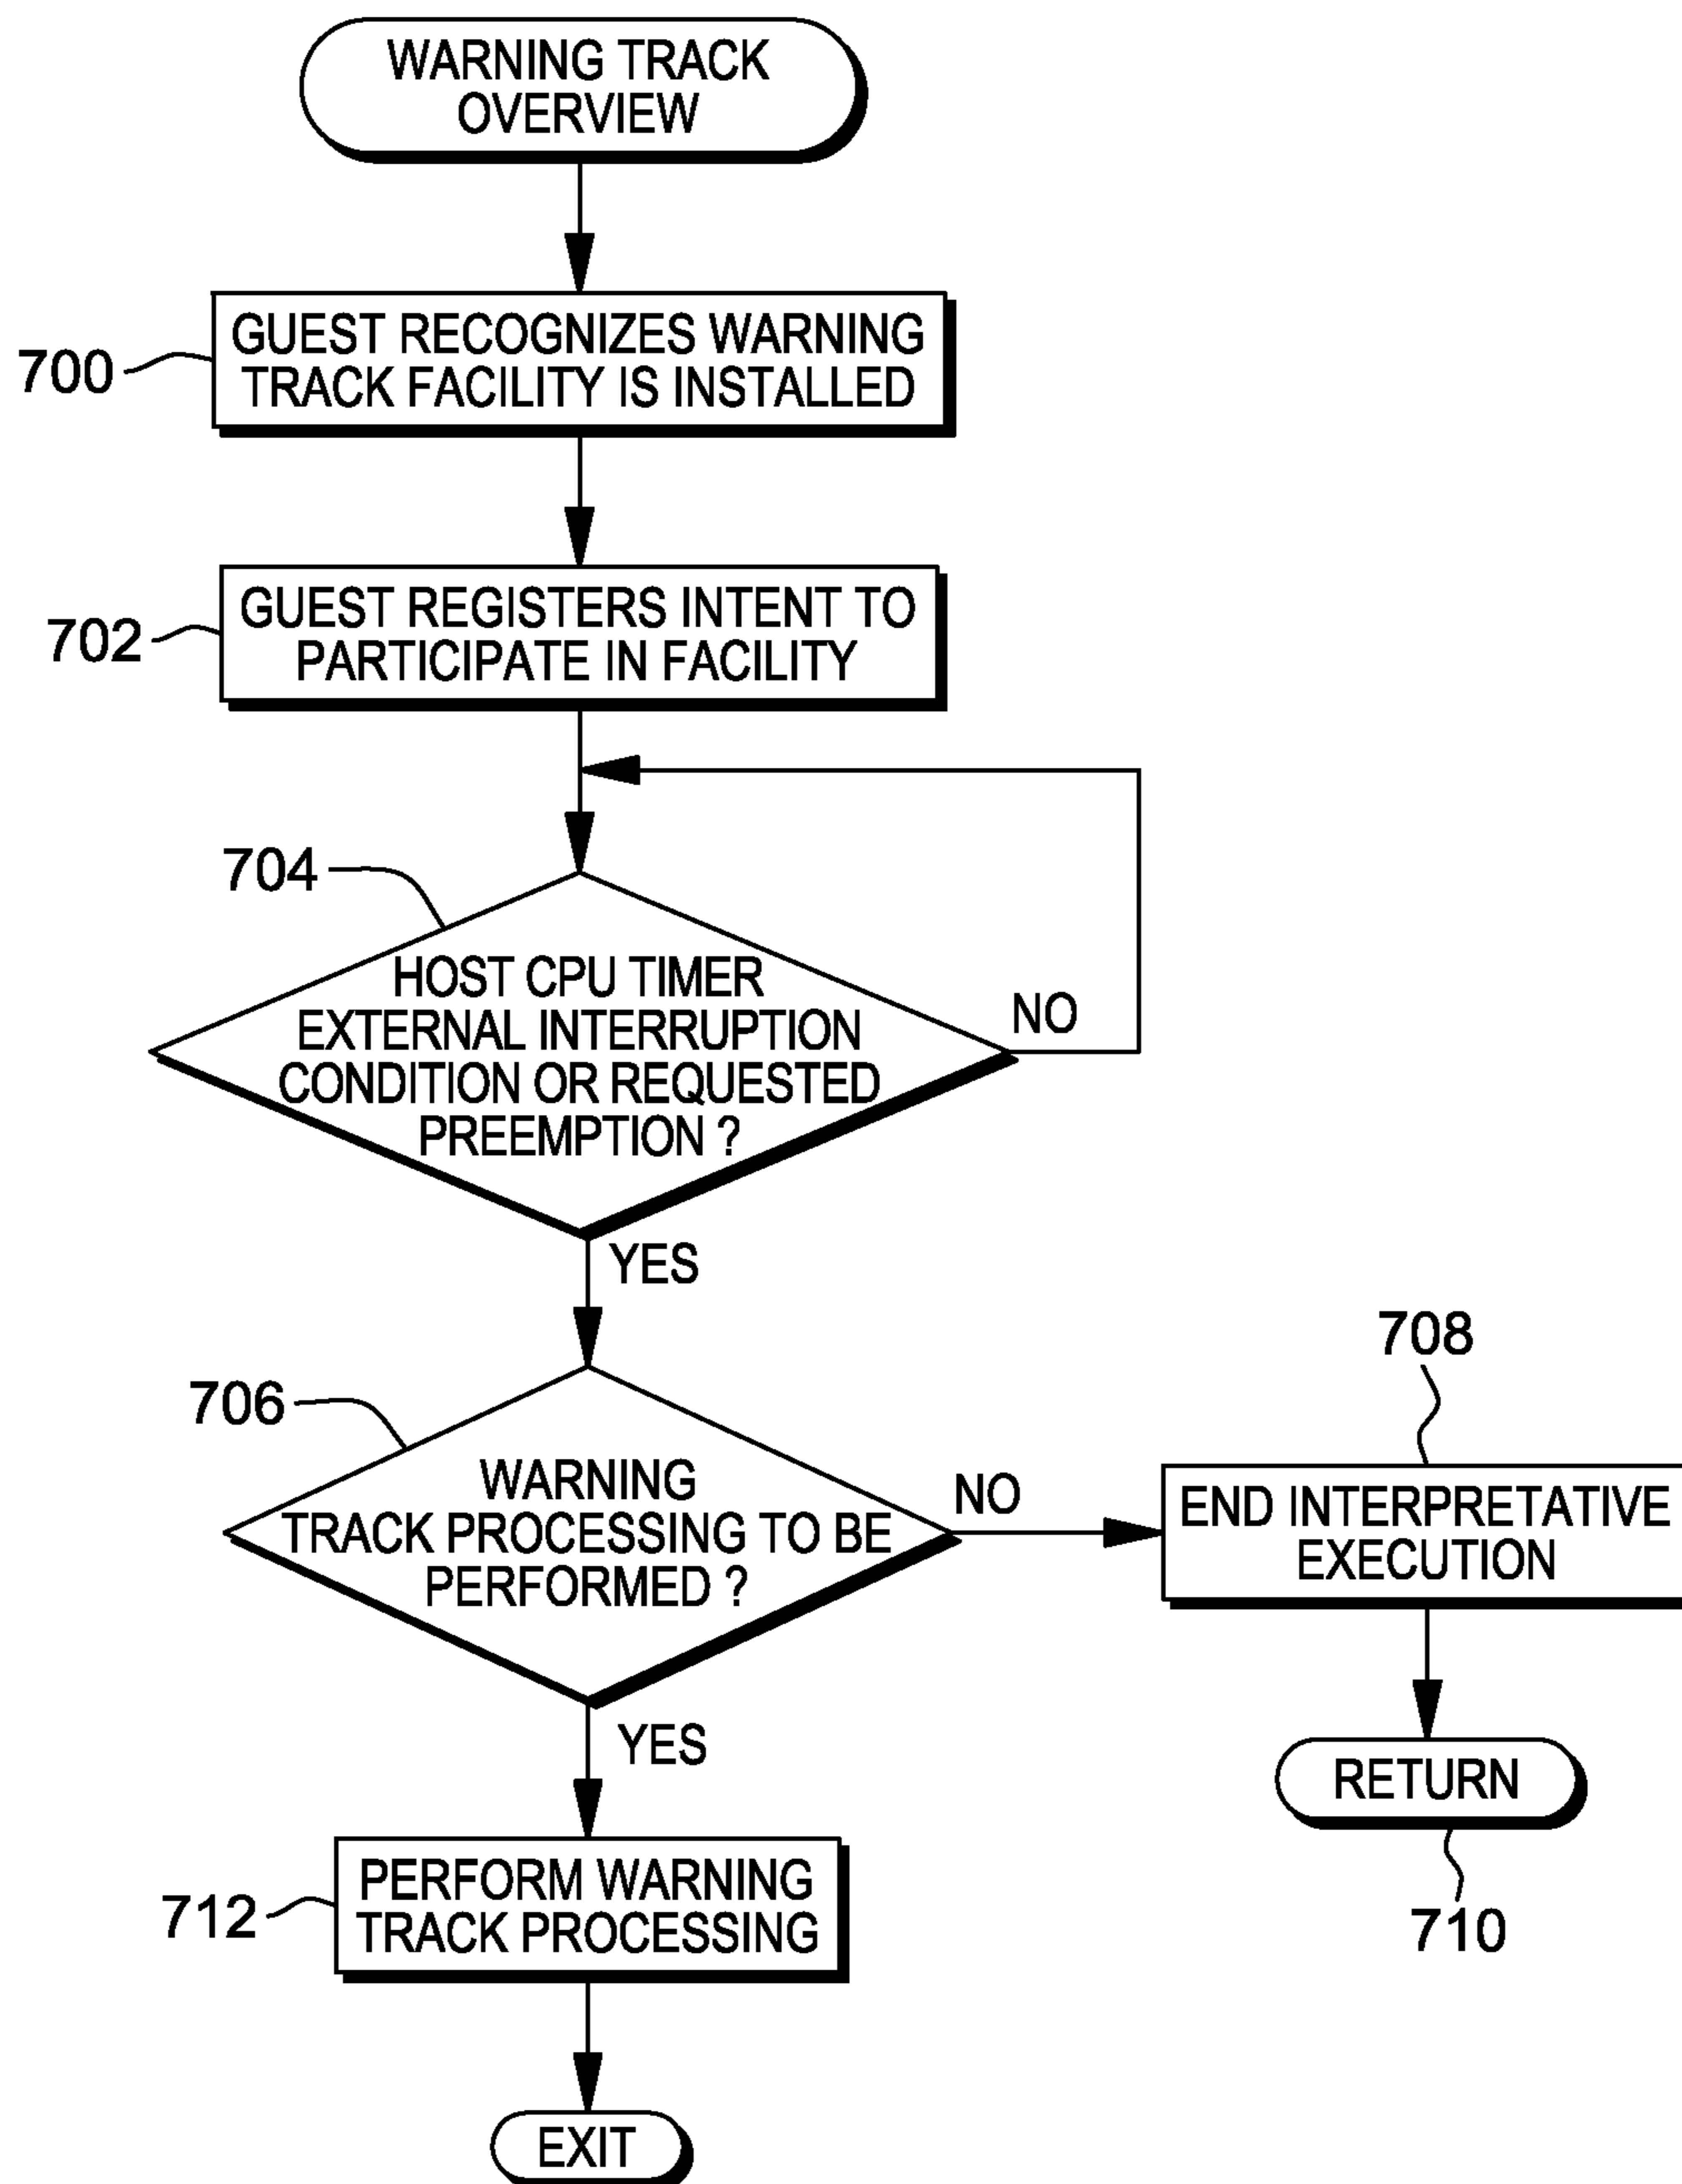 WARNING TRACK
OVERVIEW
700
GUEST RECOGNIZES WARNING
TRACK FACILITY IS INSTALLED
702
GUEST REGISTERS INTENT TO
PARTICIPATE IN FACILITY
704
HOST CPU TIMER
EXTERNAL INTERRUPTION
CONDITION OR REQUESTED
PREEMPTION ?
NO
YES
706
WARNING
TRACK PROCESSING TO BE
PERFORMED ?
NO
708
END INTERPRETATIVE
EXECUTION
RETURN
710
YES
712
PERFORM WARNING
TRACK PROCESSING
EXIT